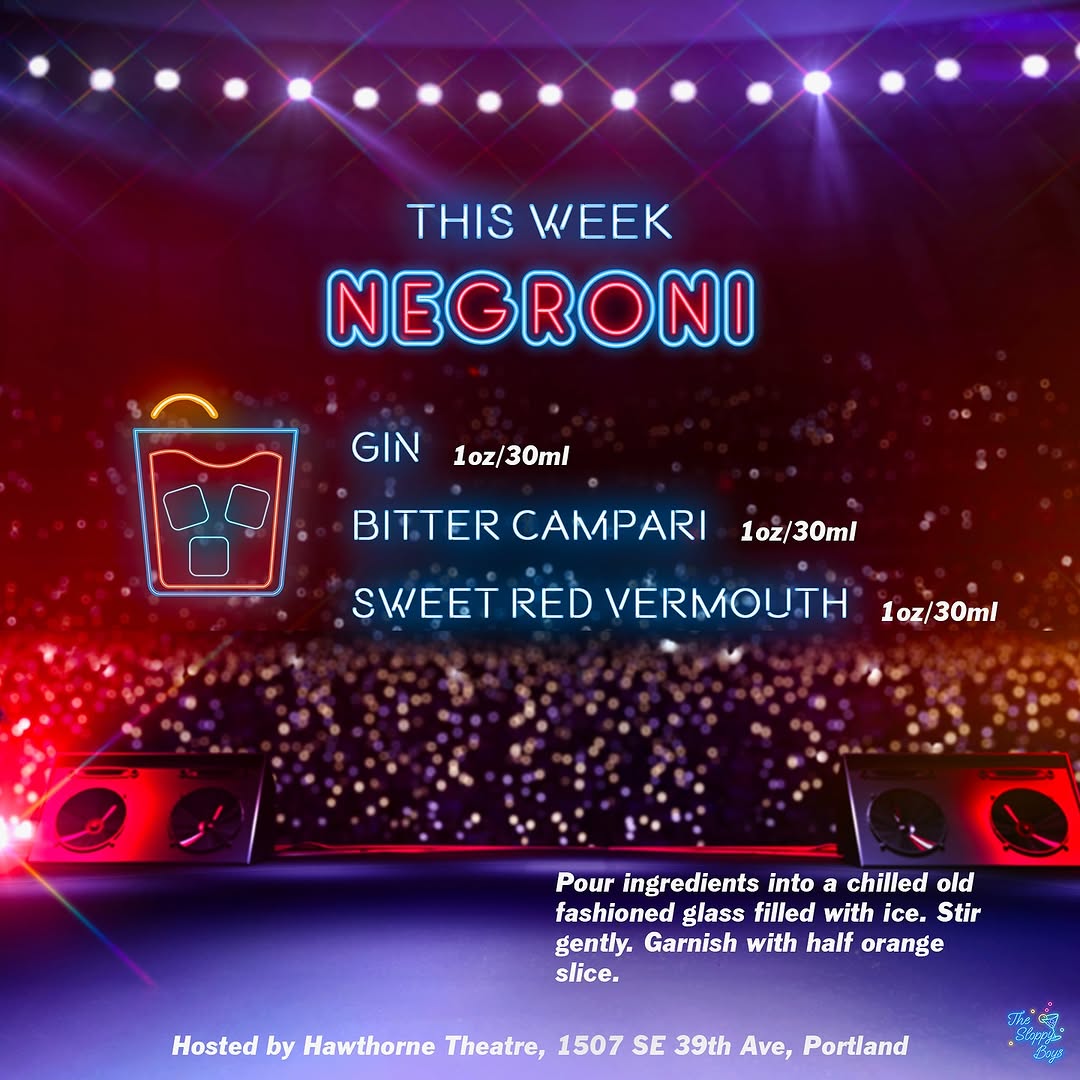 THIS WEEK
NEGRONI
GIN 1oz/30ml
BITTER CAMPARI 1oz/30ml
SWEET RED VERMOUTH 1oz/30ml
Pour ingredients into a chilled old
fashioned glass filled with ice. Stir
gently. Garnish with half orange
slice.
Hosted by Hawthorne Theatre, 1507 SE 39th Ave, Portland
The
Sloppy
Boys